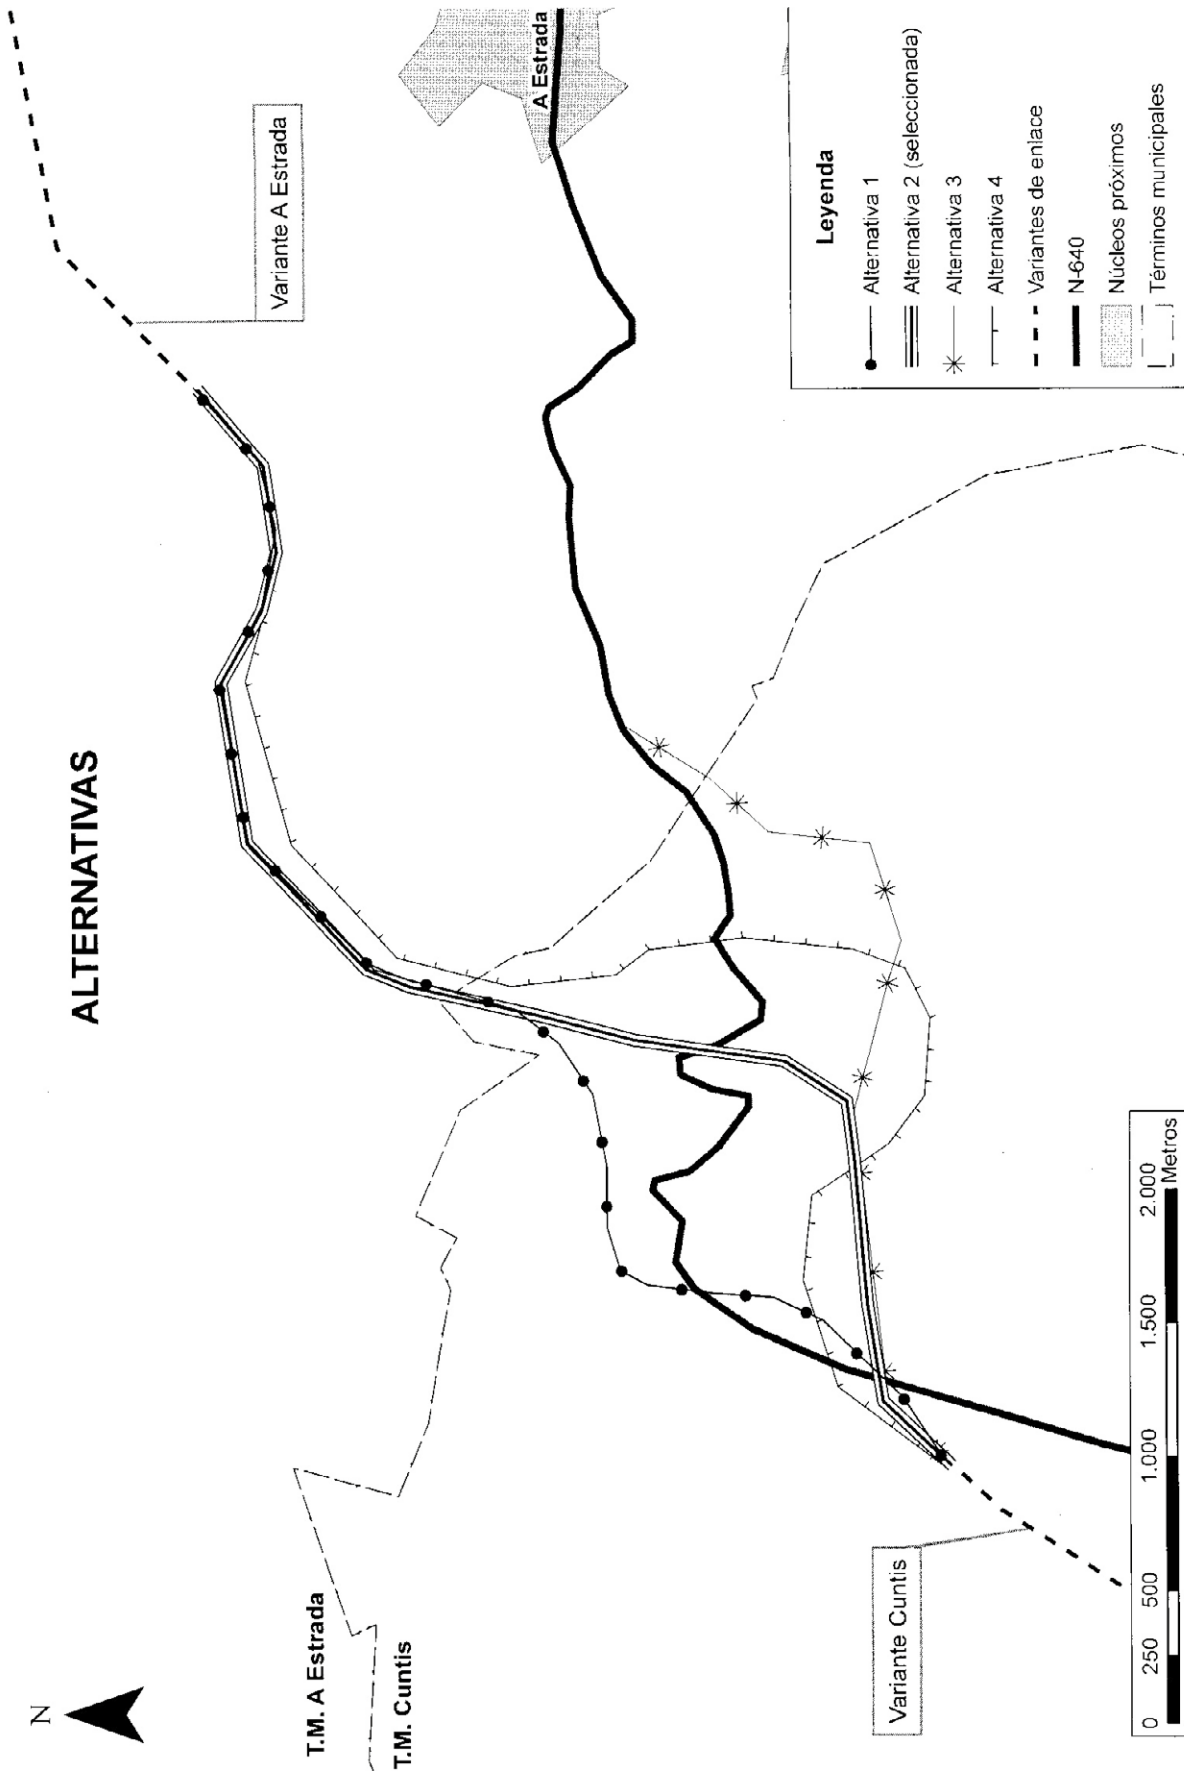 ALTERNATIVAS
N
T.M. A Estrada
T.M. Cuntis
Variante A Estrada
A Estrada
Variante Cuntis
0 250 500 1.000 1.500 2.000
Metros
Leyenda
Alternativa 1
Alternativa 2 (seleccionada)
Alternativa 3
Alternativa 4
Variantes de enlace
N-640
Núcleos próximos
Términos municipales